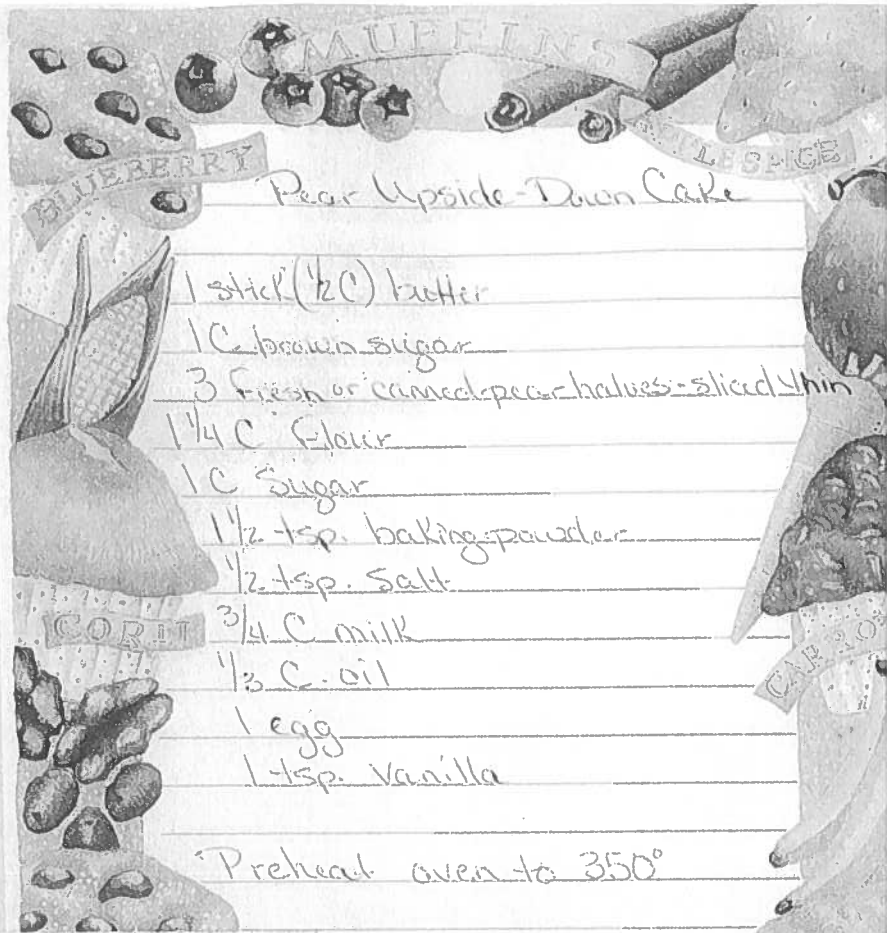 MUFFINS
BLUEBERRY
Pear Upside-Down Cake
1 stick (1/2 C) butter
1 C. brown sugar
3 fresh or canned pear halves - sliced thin
1 1/4 C flour
1 C Sugar
1 1/2 tsp. baking powder
1/2 tsp. Salt
CORN
3/4 C milk
1/3 C. oil
1 egg
1 tsp. Vanilla
Preheat oven to 350°